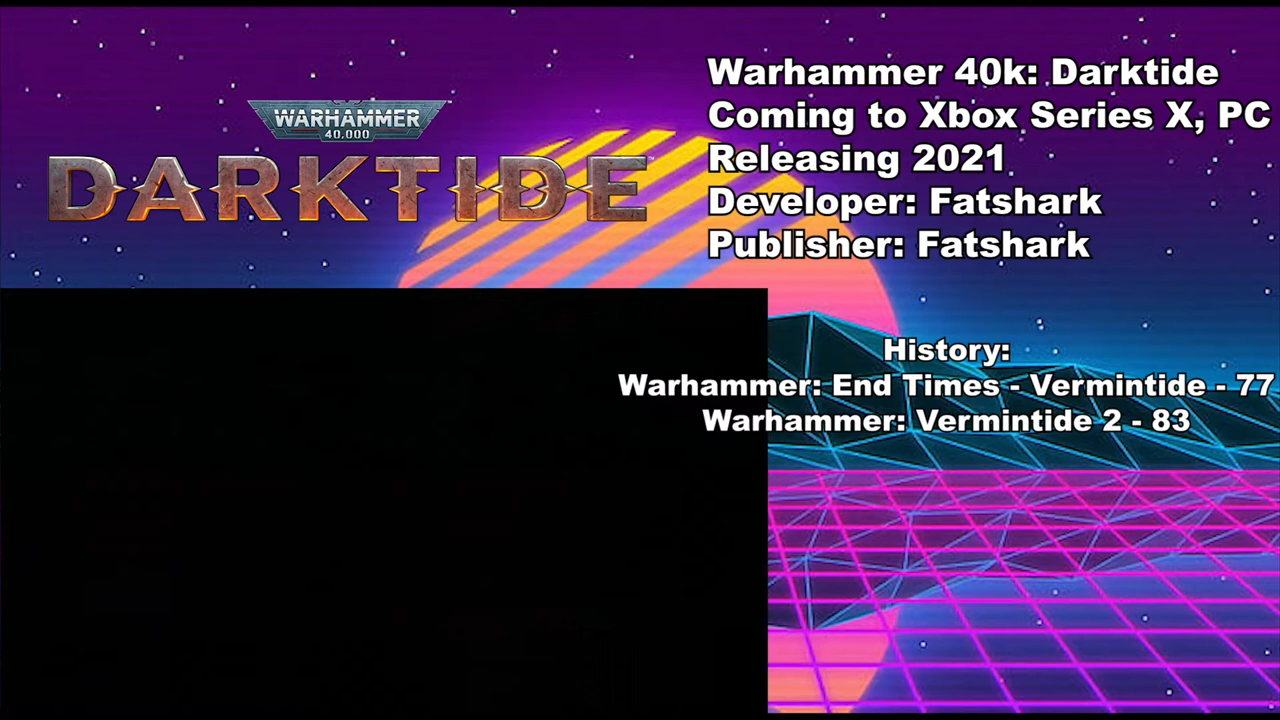 WARHAMMER
40,000
DARKTIDE
Warhammer 40k: Darktide
Coming to Xbox Series X, PC
Releasing 2021
Developer: Fatshark
Publisher: Fatshark
History:
Warhammer: End Times - Vermintide - 77
Warhammer: Vermintide 2 - 83